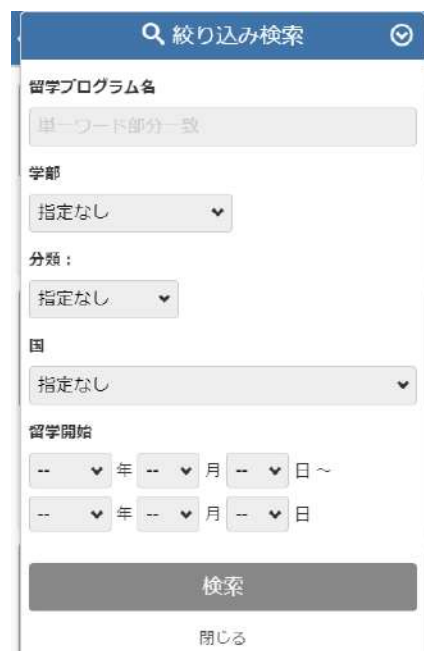 絞り込み検索
留学プログラム名
単一ワード部分一致
学部
指定なし
分類：
指定なし
国
指定なし
留学開始
-- 年 -- 月 -- 日～
-- 年 -- 月 -- 日
検索
閉じる